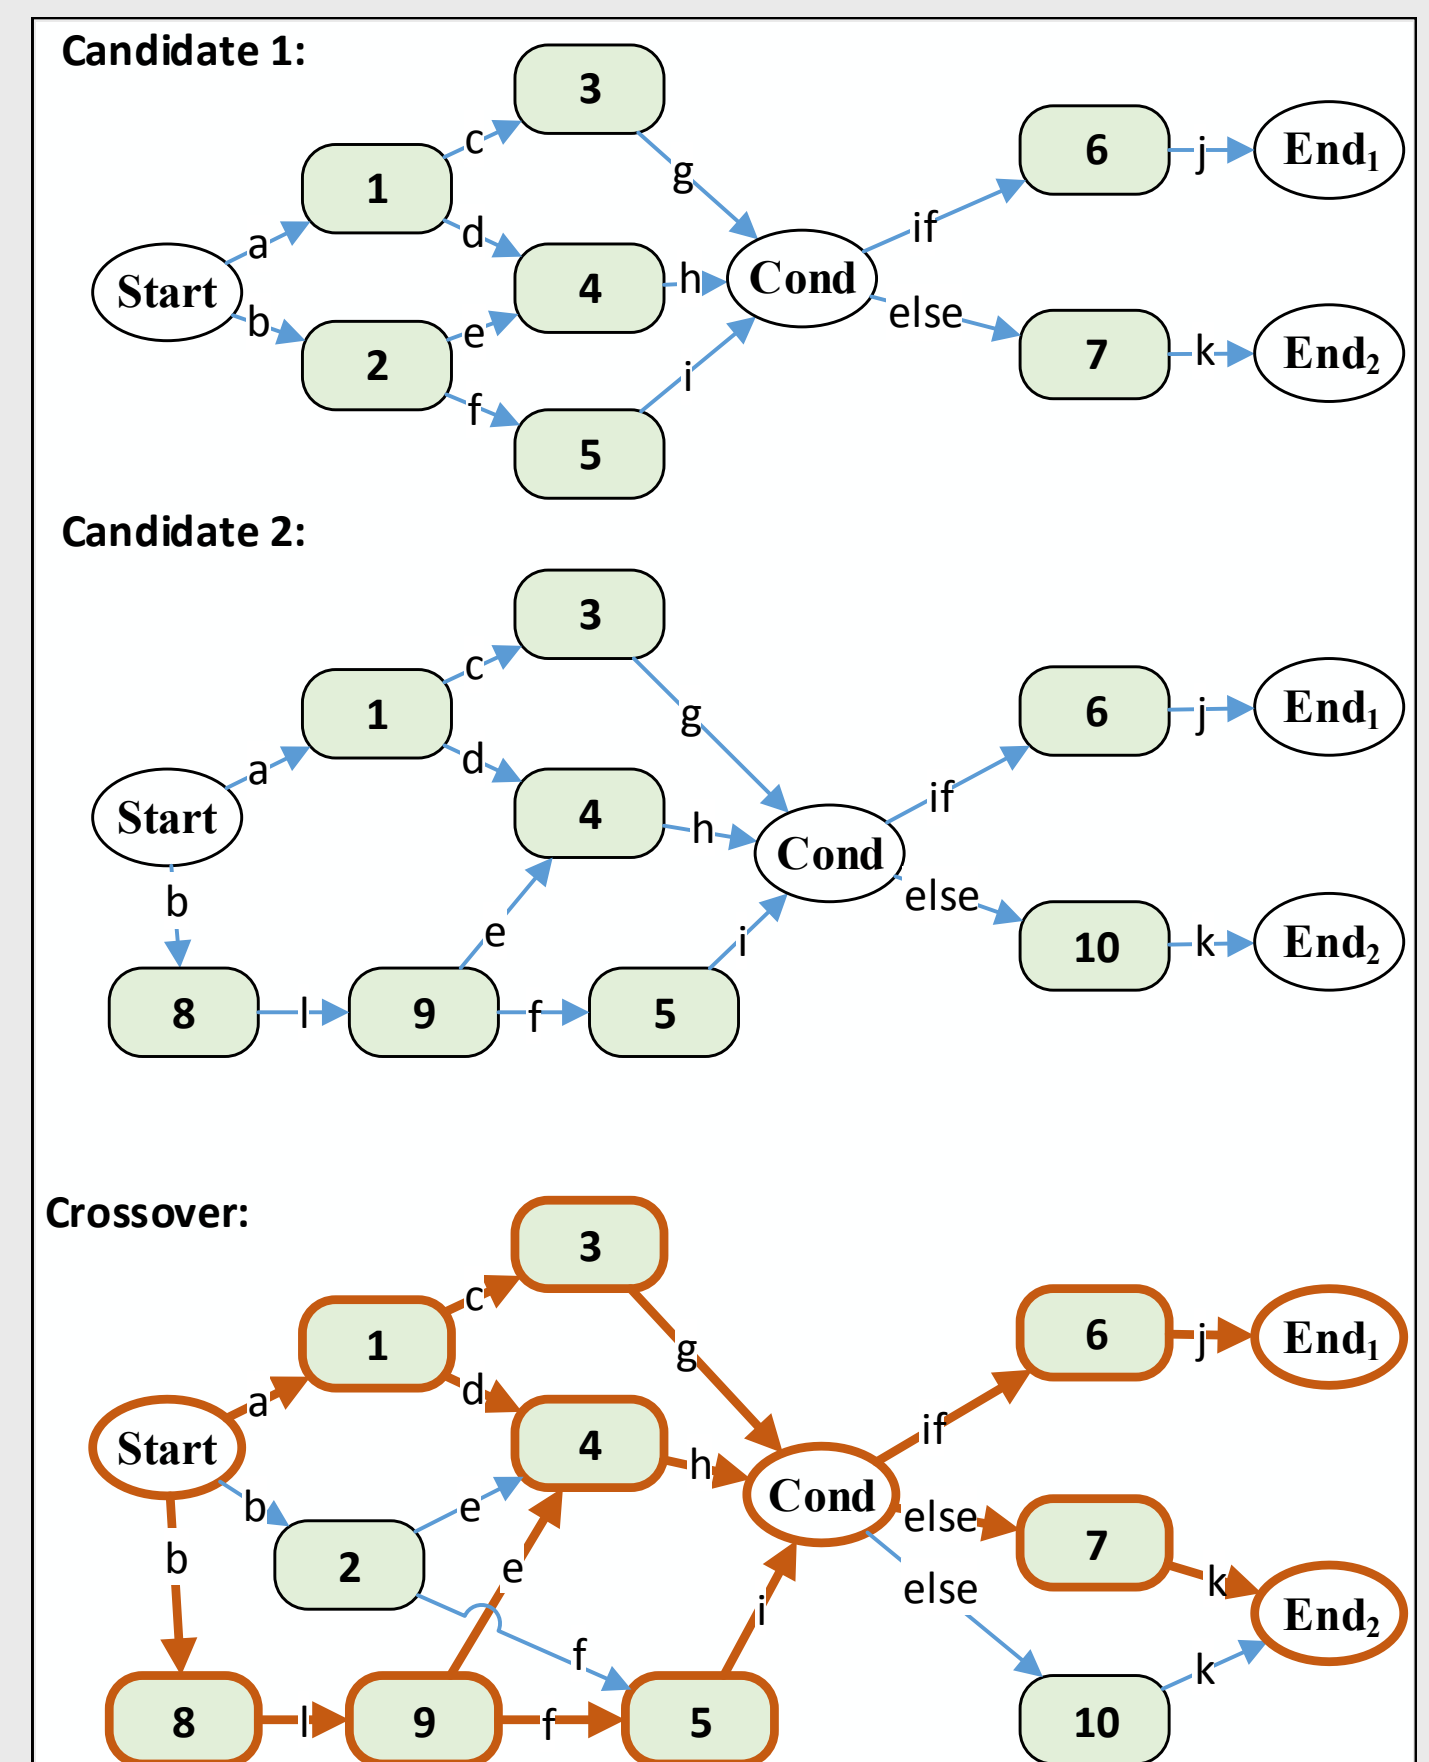 Candidate 1:
3
c
1
g
6
j
End₁
a
d
if
Start
4
h
Cond
b
e
else
2
7
k
End₂
f
i
5
Candidate 2:
3
c
1
g
6
j
End₁
a
d
if
Start
4
h
Cond
b
e
else
10
k
End₂
i
8
l
9
f
5
Crossover:
3
c
1
g
6
j
End₁
a
d
if
Start
4
h
Cond
b
e
else
7
b
2
e
else
k
End₂
i
f
k
8
l
9
f
5
10